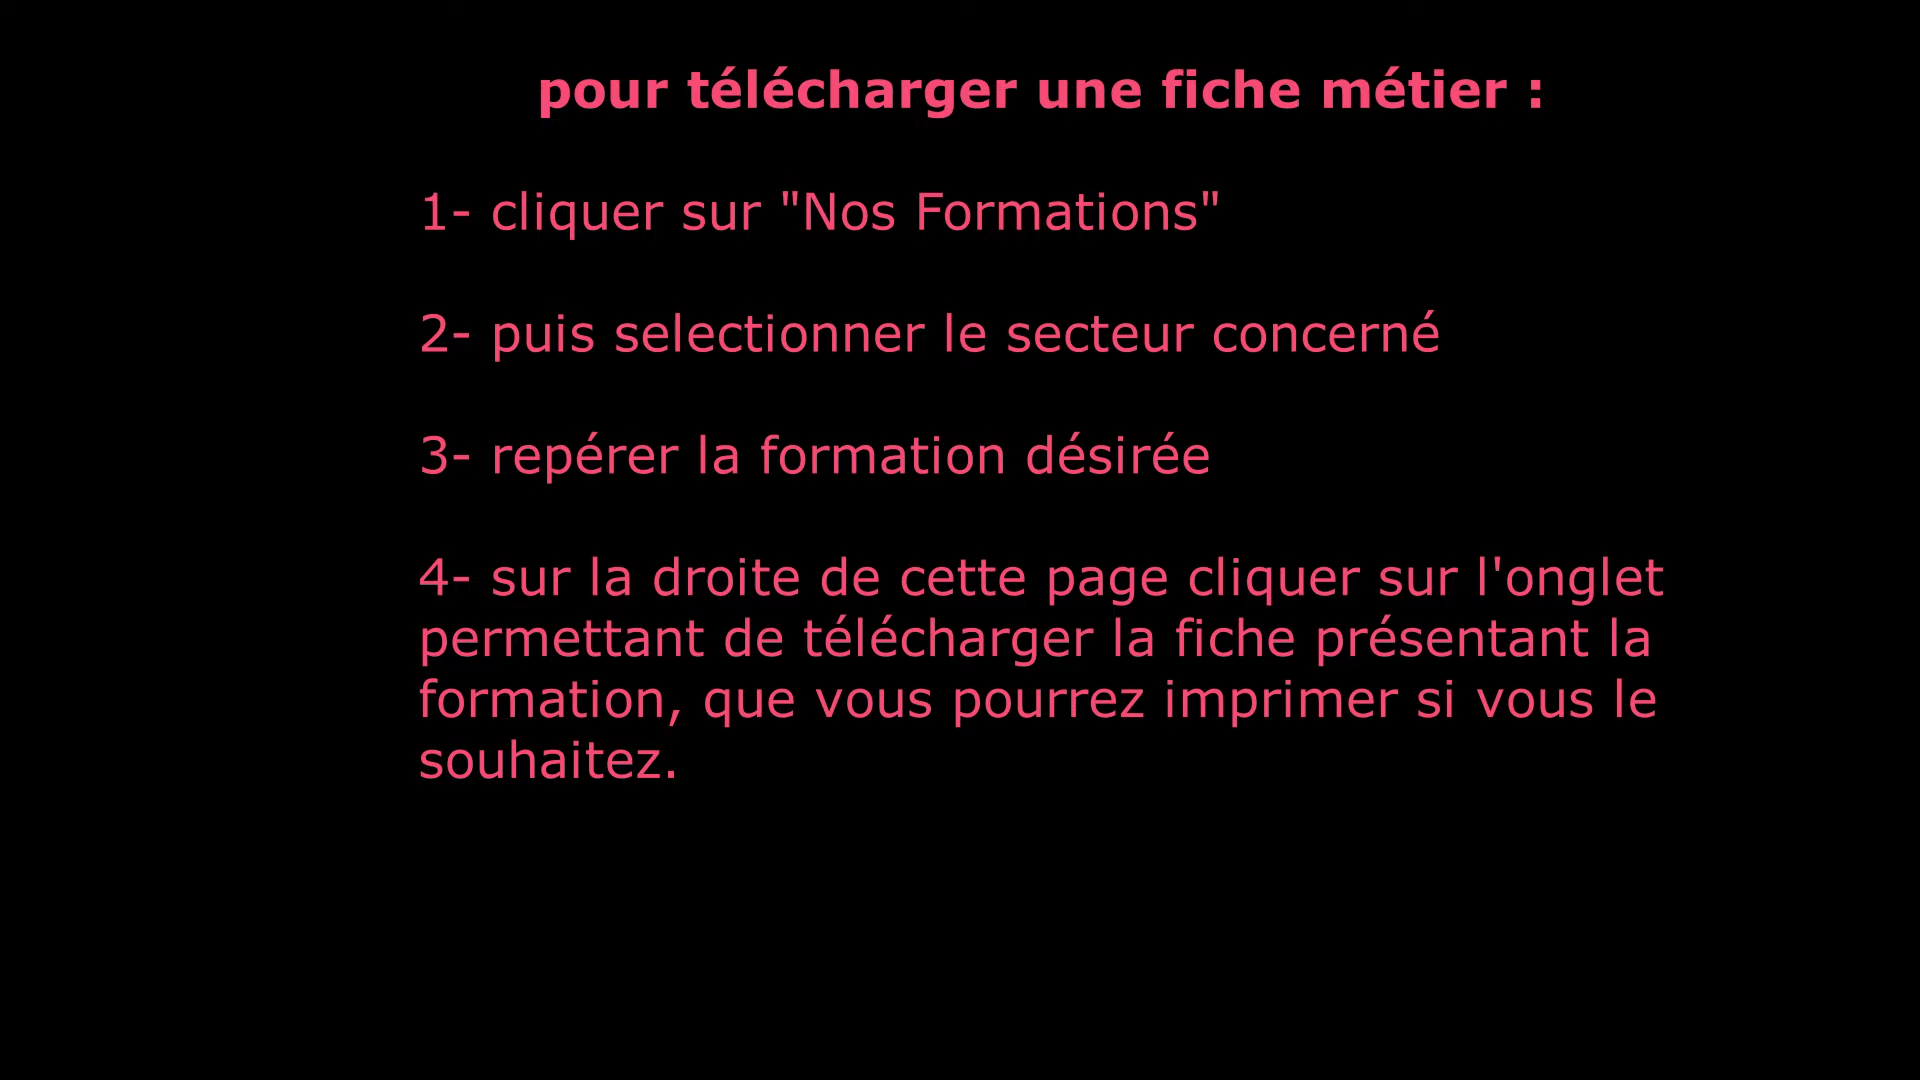 pour télécharger une fiche métier :
1- cliquer sur "Nos Formations"
2- puis selectionner le secteur concerné
3- repérer la formation désirée
4- sur la droite de cette page cliquer sur l'onglet
permettant de télécharger la fiche présentant la
formation, que vous pourrez imprimer si vous le
souhaitez.